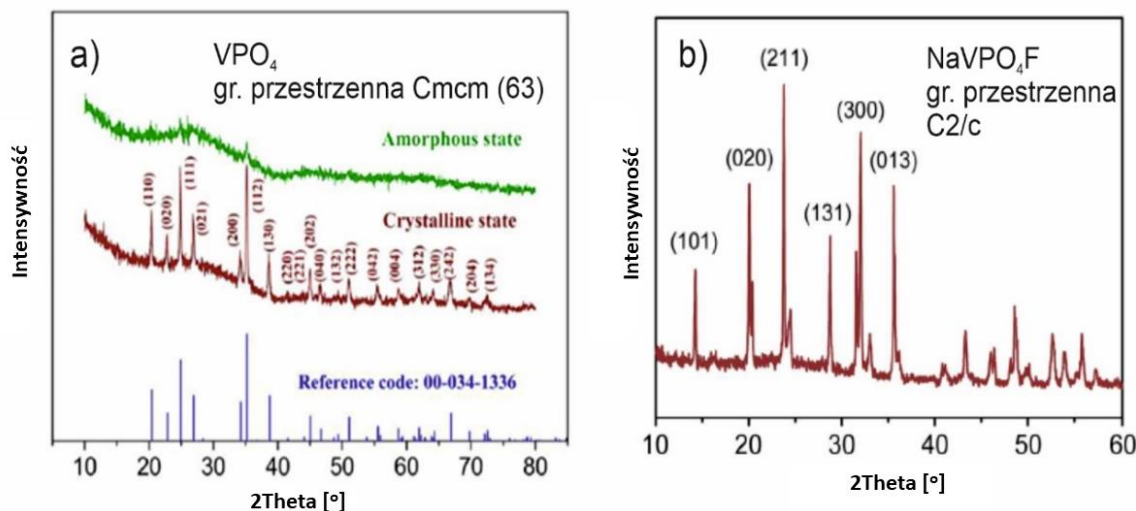 a)
VPO₄
gr. przestrzenna Cmcm (63)
Intensywność
Amorphous state
Crystalline state
(110)
(020)
(111)
(021)
(200)
(112)
(130)
(220)
(221)
(202)
(040)
(132)
(222)
(042)
(004)
(312)
(330)
(242)
(204)
(134)
Reference code: 00-034-1336
10 20 30 40 50 60 70 80
2Theta [°]
b)
NaVPO₄F
gr. przestrzenna
C2/c
Intensywność
(101)
(020)
(211)
(131)
(300)
(013)
10 20 30 40 50 60
2Theta [°]